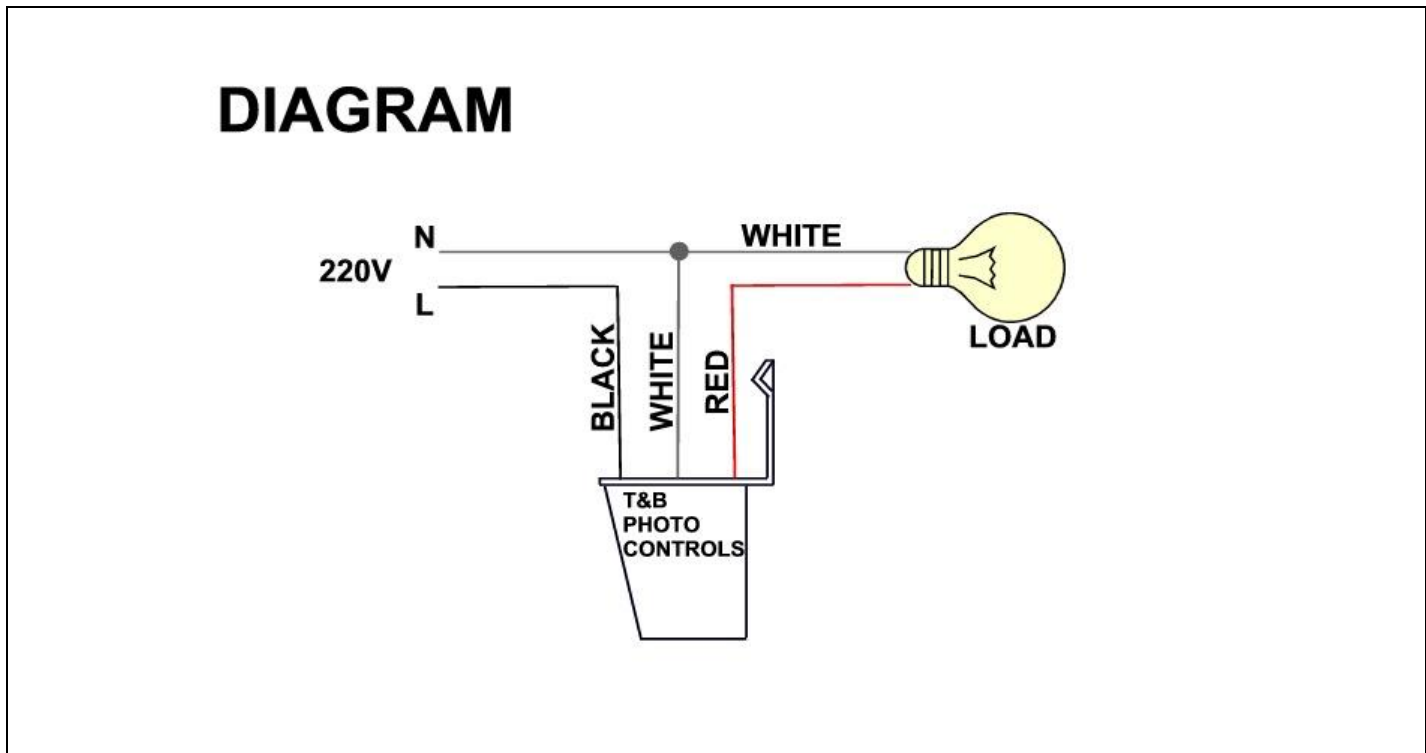 DIAGRAM
N
WHITE
220V
L
LOAD
BLACK
WHITE
RED
T&B
PHOTO
CONTROLS